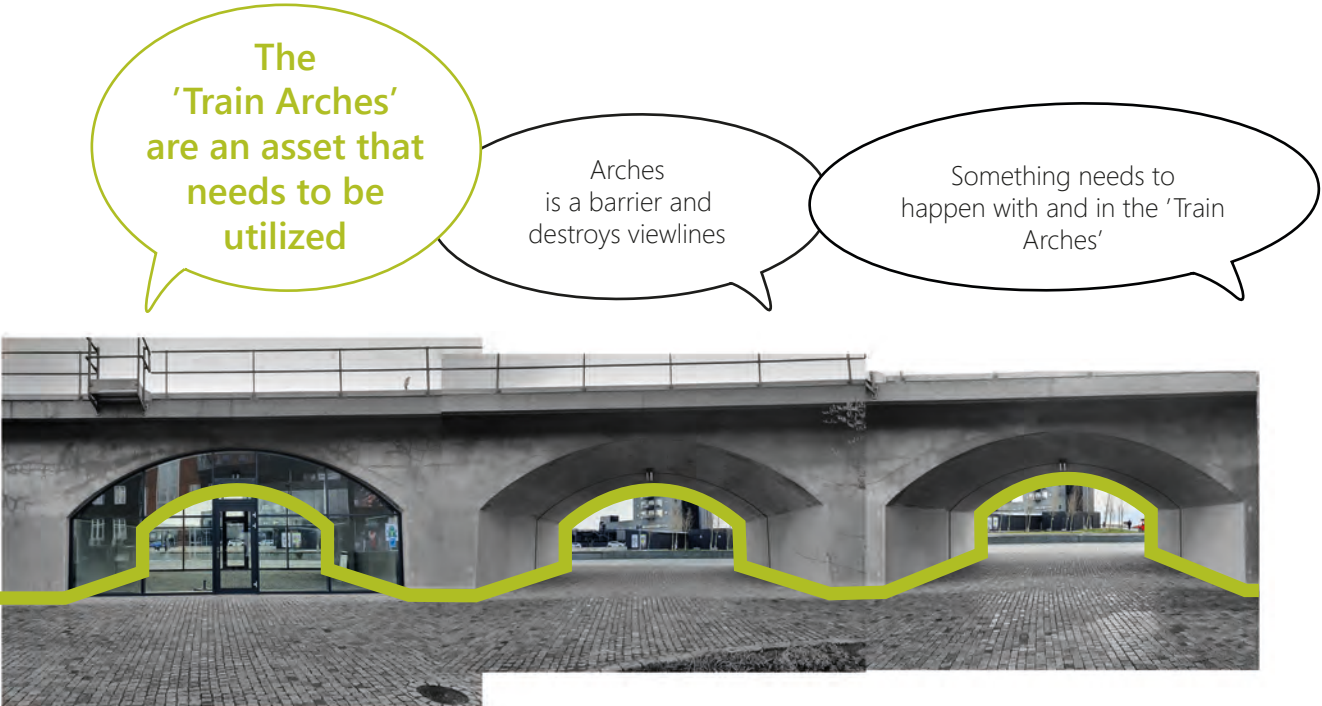 The
’Train Arches’
are an asset that
needs to be
utilized
Arches
is a barrier and
destroys viewlines
Something needs to
happen with and in the ’Train
Arches’